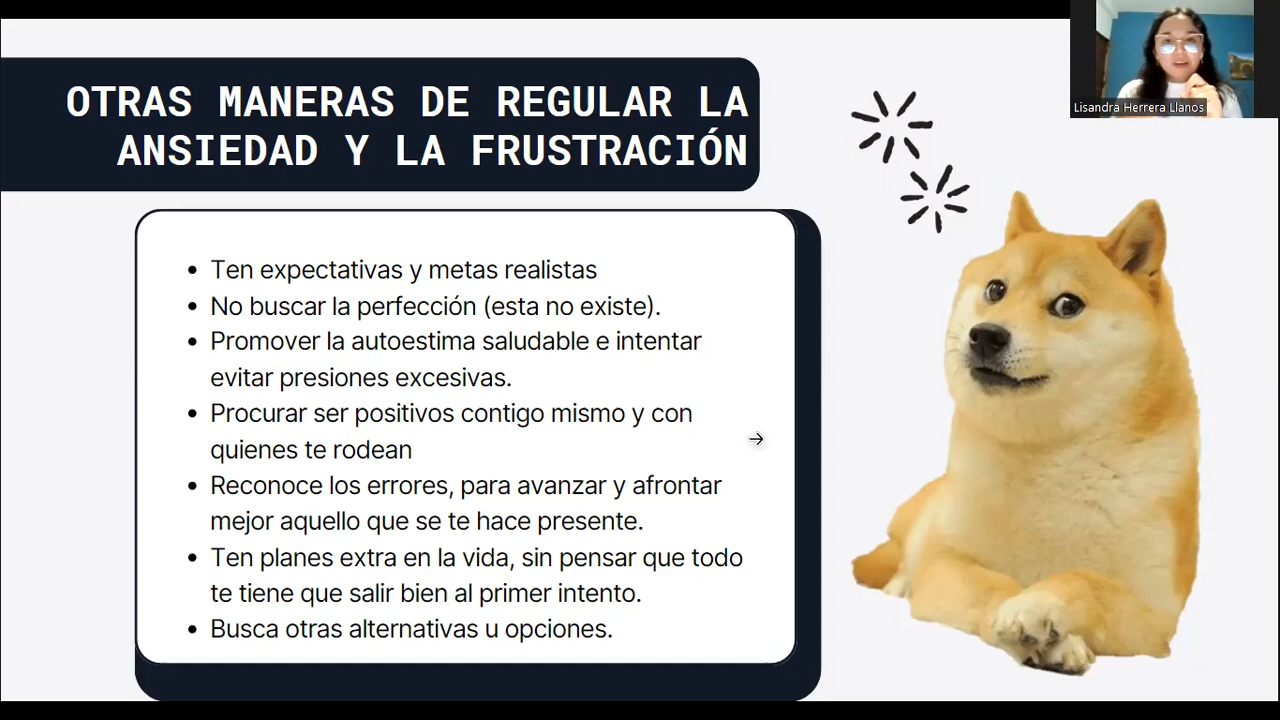 OTRAS MANERAS DE REGULAR LA
ANSIEDAD Y LA FRUSTRACIÓN
Lisandra Herrera Llanos
• Ten expectativas y metas realistas
• No buscar la perfección (esta no existe).
• Promover la autoestima saludable e intentar
evitar presiones excesivas.
• Procurar ser positivos contigo mismo y con
quienes te rodean
• Reconoce los errores, para avanzar y afrontar
mejor aquello que se te hace presente.
• Ten planes extra en la vida, sin pensar que todo
te tiene que salir bien al primer intento.
• Busca otras alternativas u opciones.